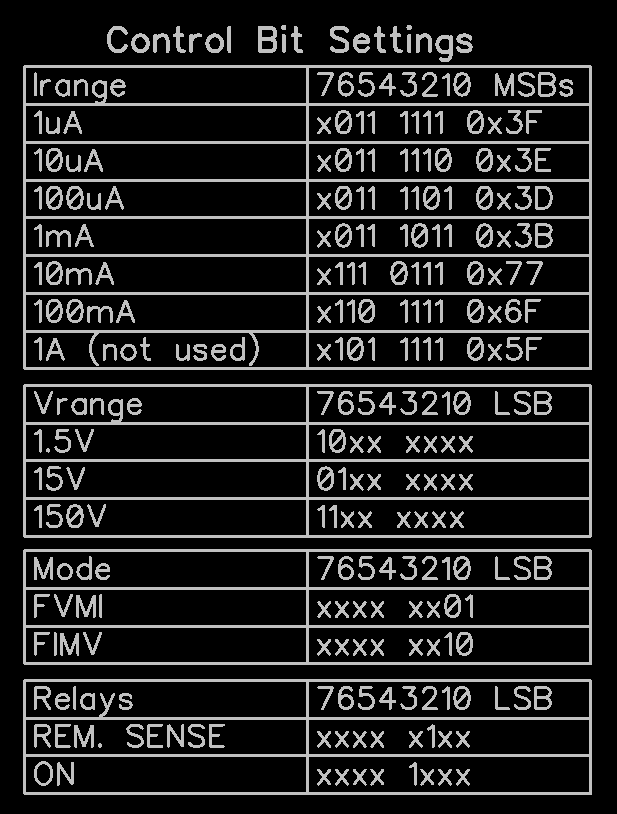 Control Bit Settings
Irange 76543210 MSBs
1uA x011 1111 0x3F
10uA x011 1110 0x3E
100uA x011 1101 0x3D
1mA x011 1011 0x3B
10mA x111 0111 0x77
100mA x110 1111 0x6F
1A (not used) x101 1111 0x5F
Vrange 76543210 LSB
1.5V 10xx xxxx
15V 01xx xxxx
150V 11xx xxxx
Mode 76543210 LSB
FVMI xxxx xx01
FIMV xxxx xx10
Relays 76543210 LSB
REM. SENSE xxxx x1xx
ON xxxx 1xxx